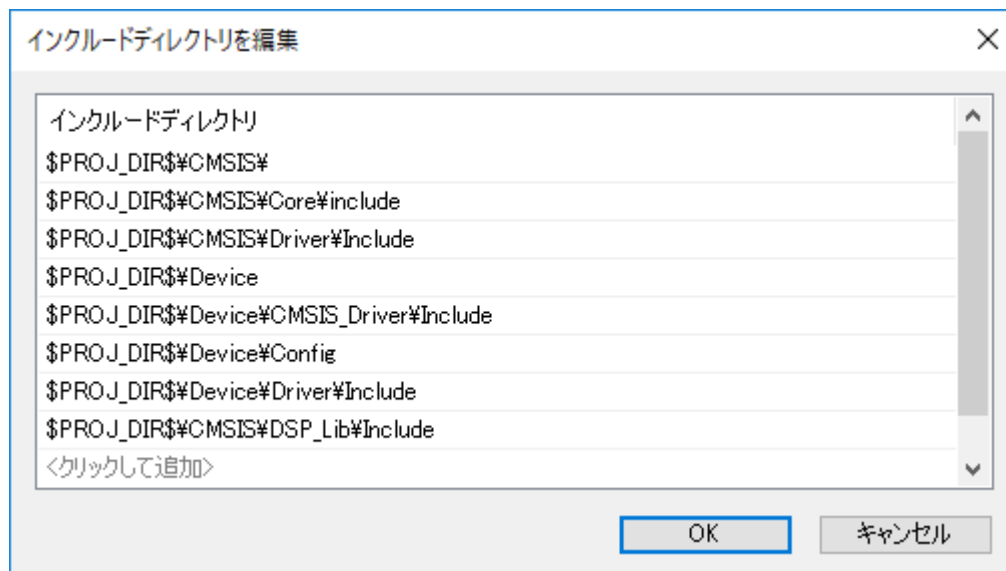 インクルードディレクトリを編集
インクルードディレクトリ
$PROJ_DIR$¥CMSIS¥
$PROJ_DIR$¥CMSIS¥Core¥include
$PROJ_DIR$¥CMSIS¥Driver¥Include
$PROJ_DIR$¥Device
$PROJ_DIR$¥Device¥CMSIS_Driver¥Include
$PROJ_DIR$¥Device¥Config
$PROJ_DIR$¥Device¥Driver¥Include
$PROJ_DIR$¥CMSIS¥DSP_Lib¥Include
<クリックして追加>
OK キャンセル